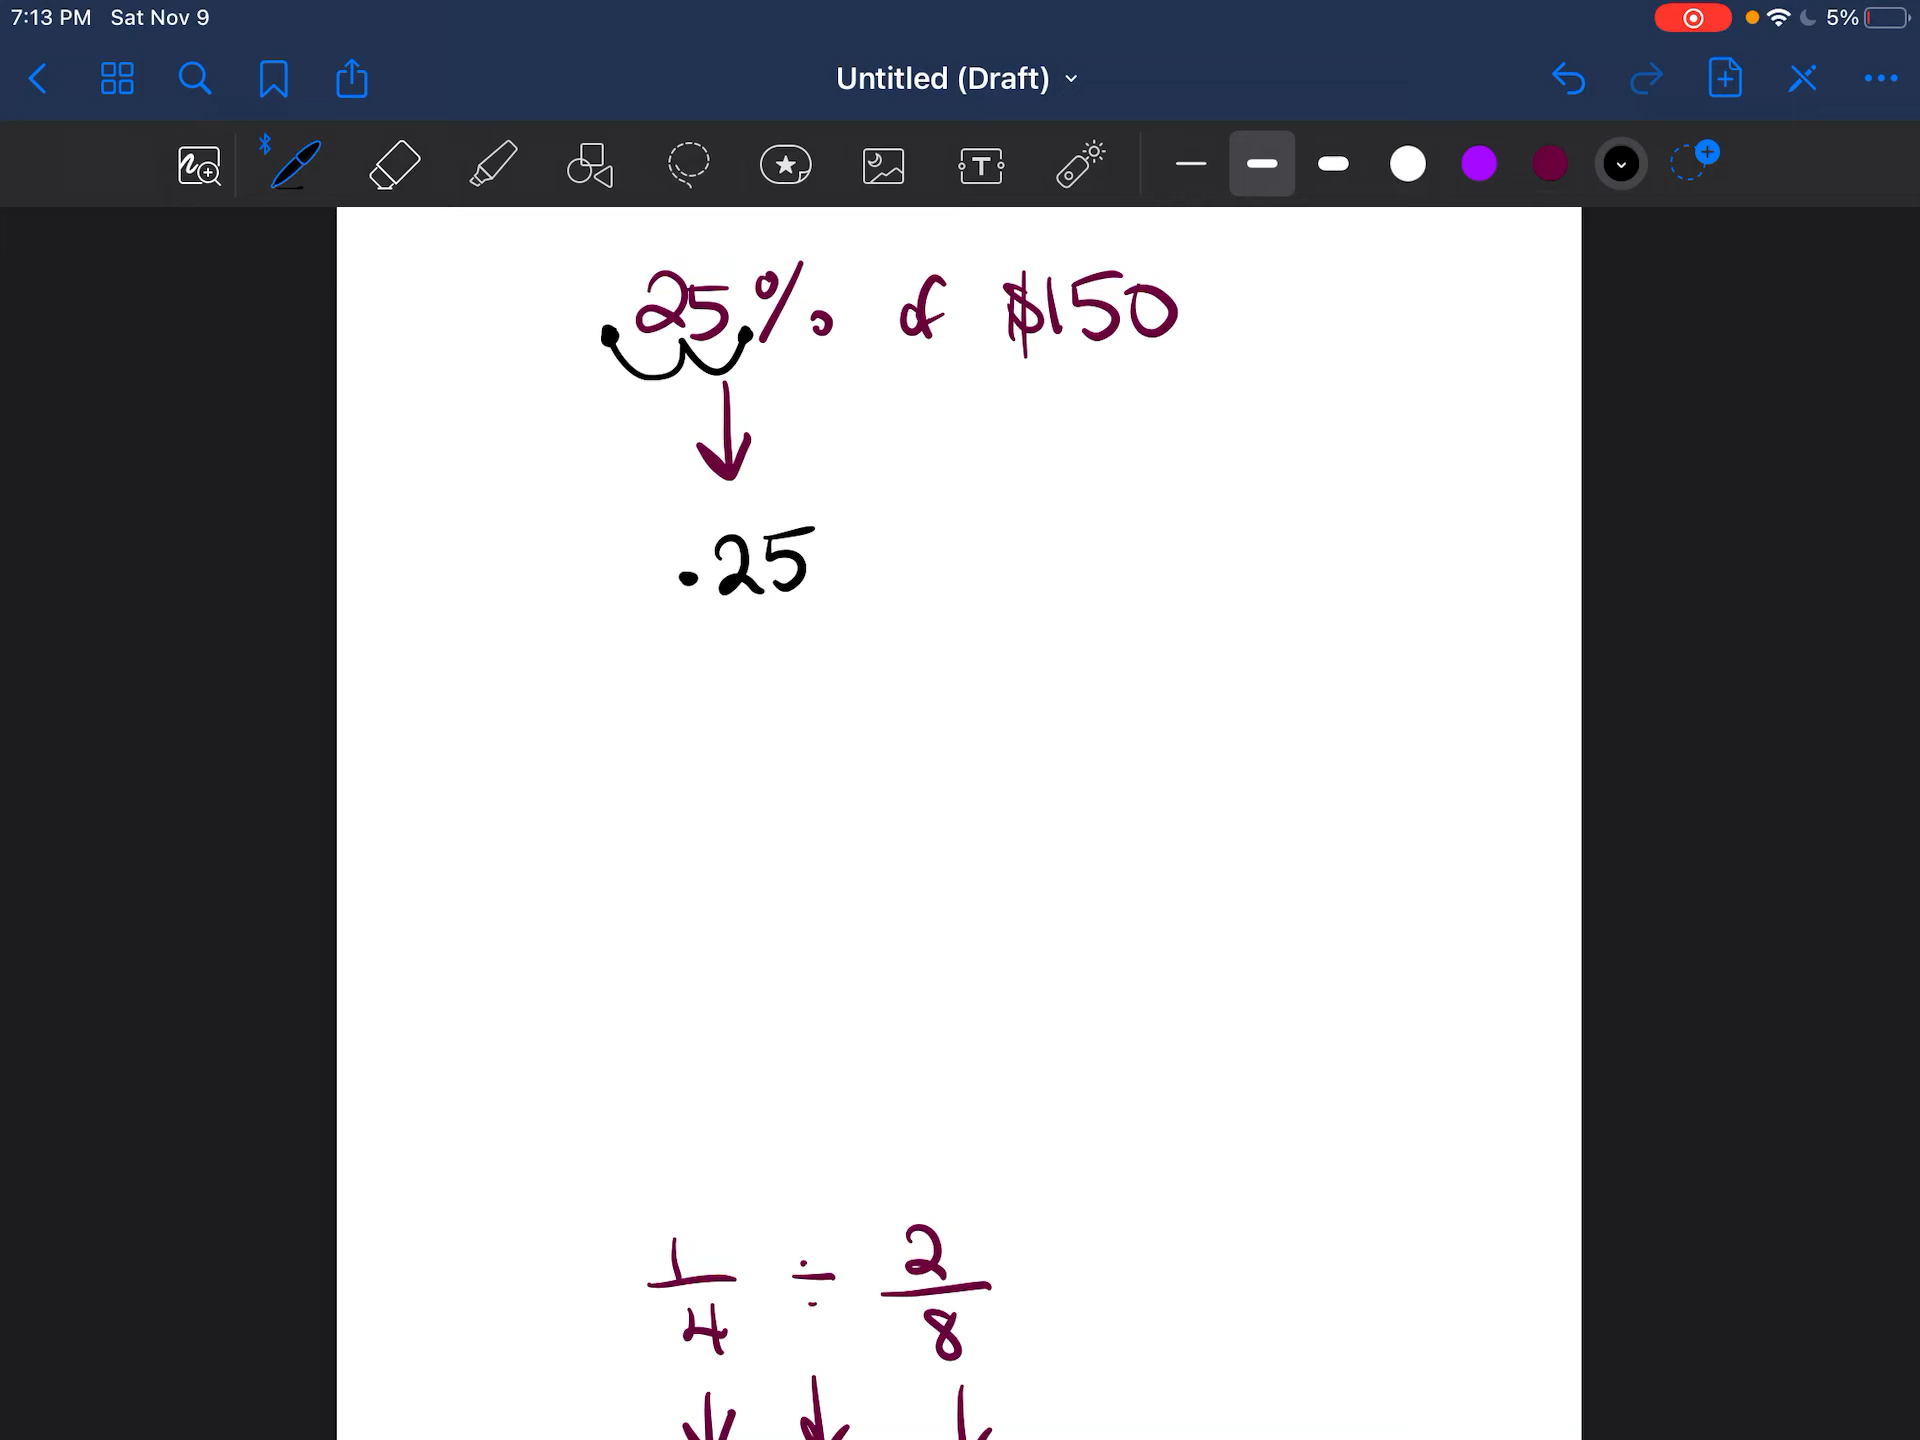 7:13 PM Sat Nov 9 5%
Untitled (Draft)
T
25% of $150
.25
1/4 ÷ 2/8